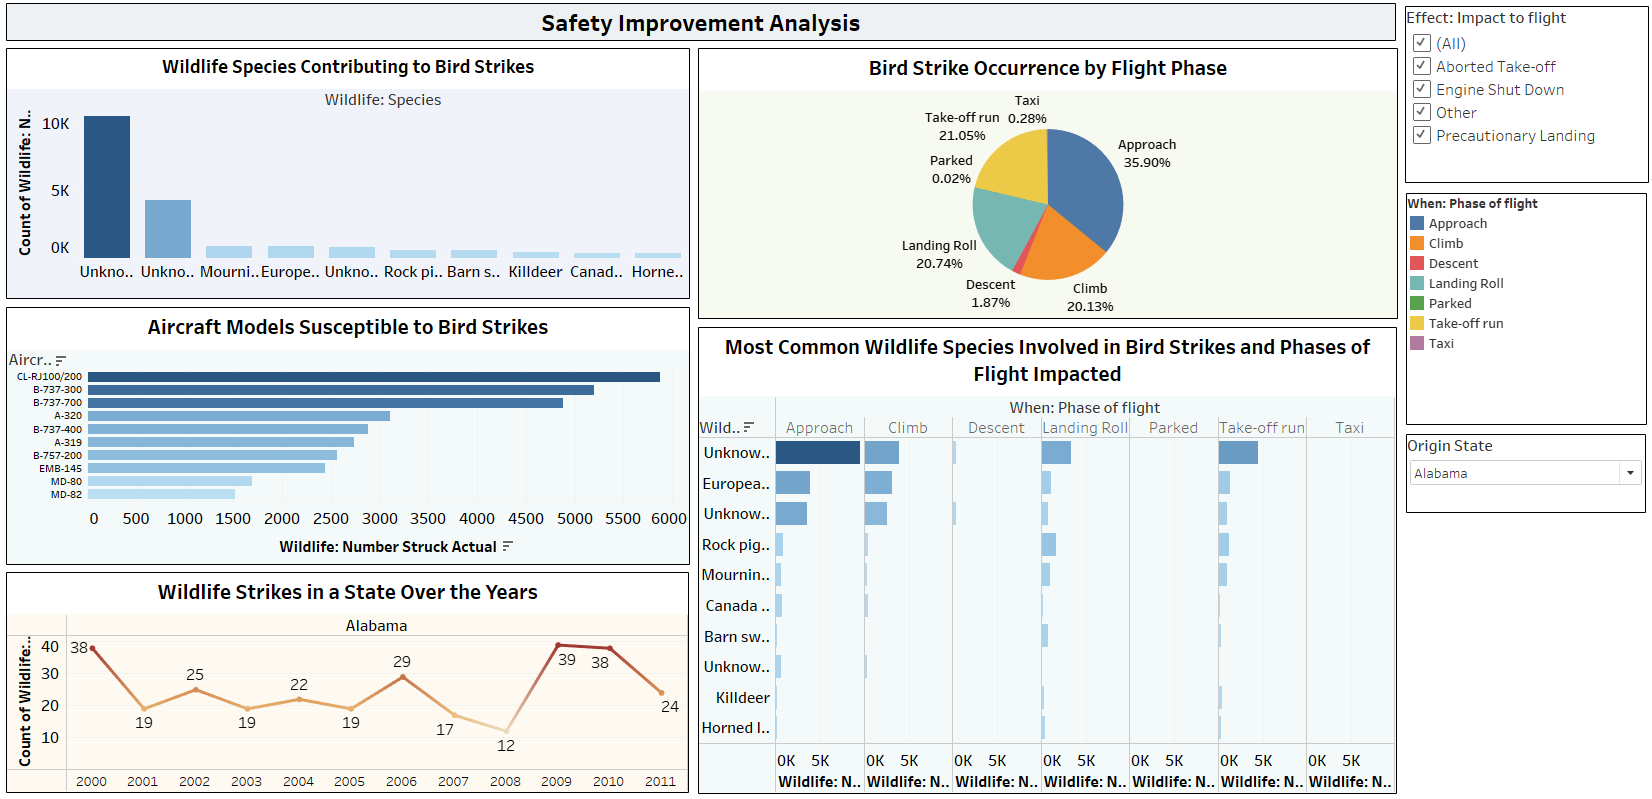 Safety Improvement Analysis
Wildlife Species Contributing to Bird Strikes
Wildlife: Species
Count of Wildlife: N..
10K
5K
0K
Unkno..
Unkno..
Mourni..
Europe..
Unkno..
Rock pi..
Barn s..
Killdeer
Canad..
Horne..
Aircraft Models Susceptible to Bird Strikes
Aircr..
CL-RJ100/200
B-737-300
B-737-700
A-320
B-737-400
A-319
B-757-200
EMB-145
MD-80
MD-82
0 500 1000 1500 2000 2500 3000 3500 4000 4500 5000 5500 6000
Wildlife: Number Struck Actual
Wildlife Strikes in a State Over the Years
Alabama
Count of Wildlife:..
40
30
20
10
38
19
25
19
22
19
29
17
12
39
38
24
2000 2001 2002 2003 2004 2005 2006 2007 2008 2009 2010 2011
Bird Strike Occurrence by Flight Phase
Taxi
0.28%
Take-off run
21.05%
Parked
0.02%
Landing Roll
20.74%
Descent
1.87%
Climb
20.13%
Approach
35.90%
Most Common Wildlife Species Involved in Bird Strikes and Phases of
Flight Impacted
When: Phase of flight
Wild.. Approach Climb Descent Landing Roll Parked Take-off run Taxi
Unknow..
Europea..
Unknow..
Rock pig..
Mournin..
Canada ..
Barn sw..
Unknow..
Killdeer
Horned l..
0K 5K 0K 5K 0K 5K 0K 5K 0K 5K 0K 5K 0K 5K
Wildlife: N.. Wildlife: N.. Wildlife: N.. Wildlife: N.. Wildlife: N.. Wildlife: N.. Wildlife: N..
Effect: Impact to flight
(All)
Aborted Take-off
Engine Shut Down
Other
Precautionary Landing
When: Phase of flight
Approach
Climb
Descent
Landing Roll
Parked
Take-off run
Taxi
Origin State
Alabama